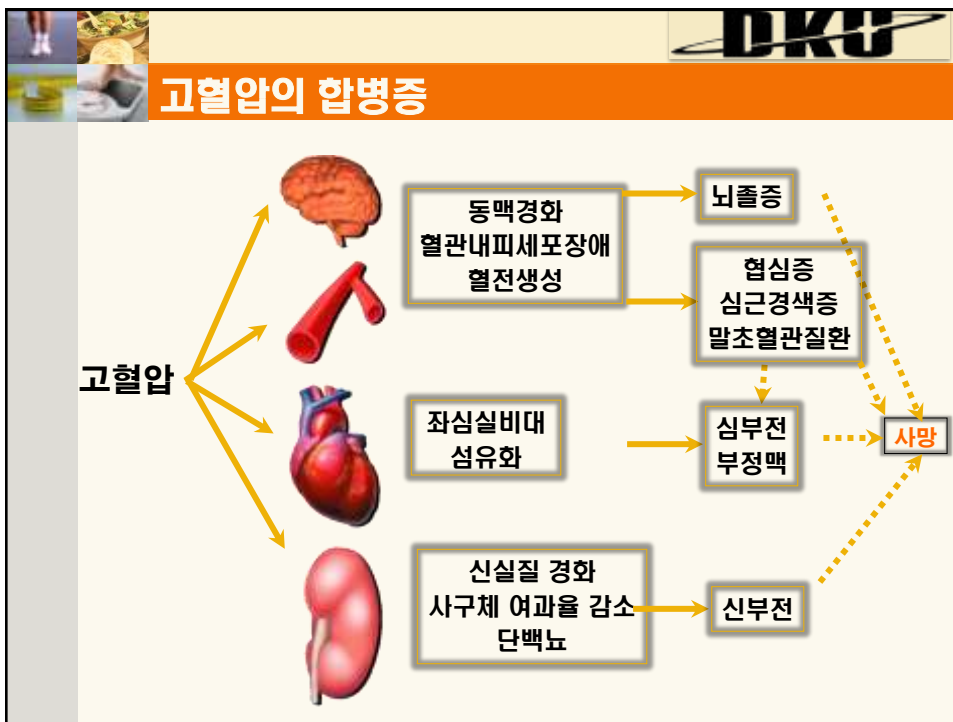 DKU
고혈압의 합병증
고혈압
동맥경화
혈관내피세포장애
혈전생성
뇌졸증
협심증
심근경색증
말초혈관질환
좌심실비대
섬유화
심부전
부정맥
사망
신실질 경화
사구체 여과율 감소
단백뇨
신부전